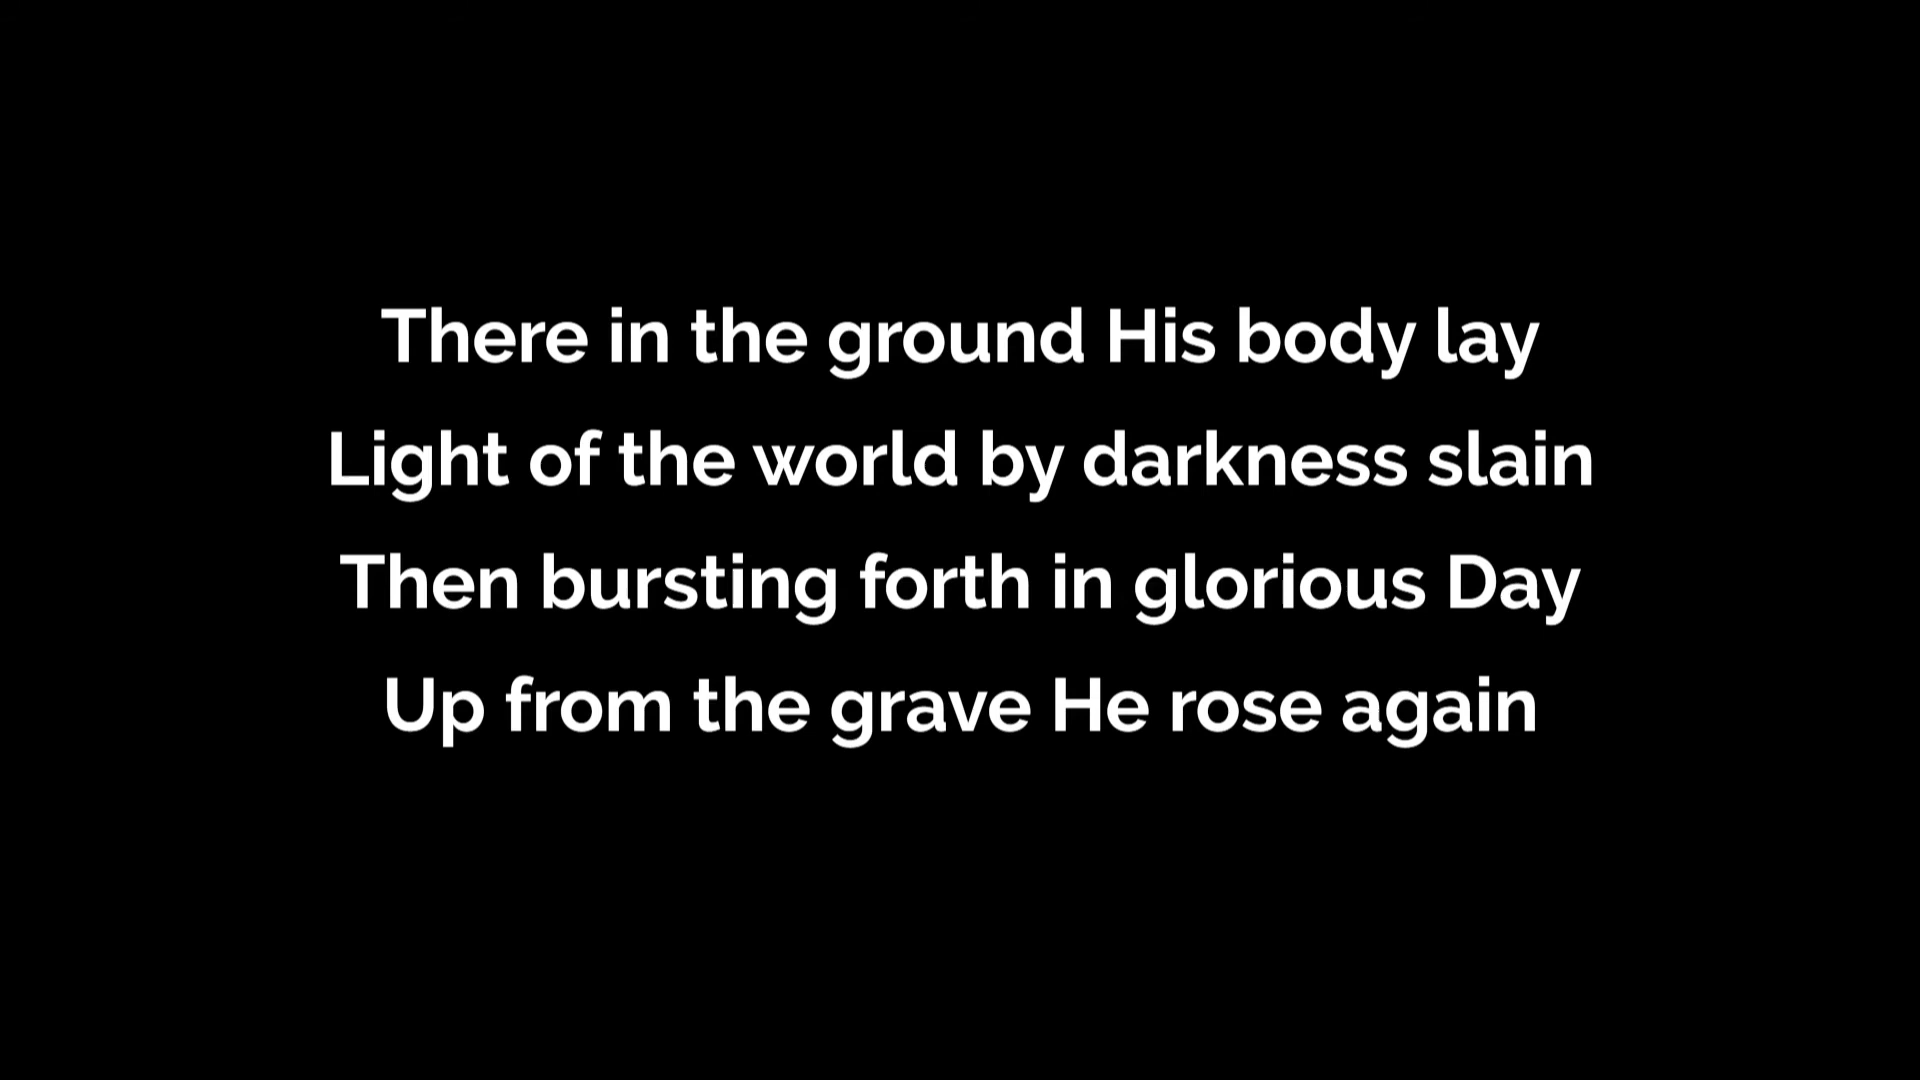 There in the ground His body lay
Light of the world by darkness slain
Then bursting forth in glorious Day
Up from the grave He rose again